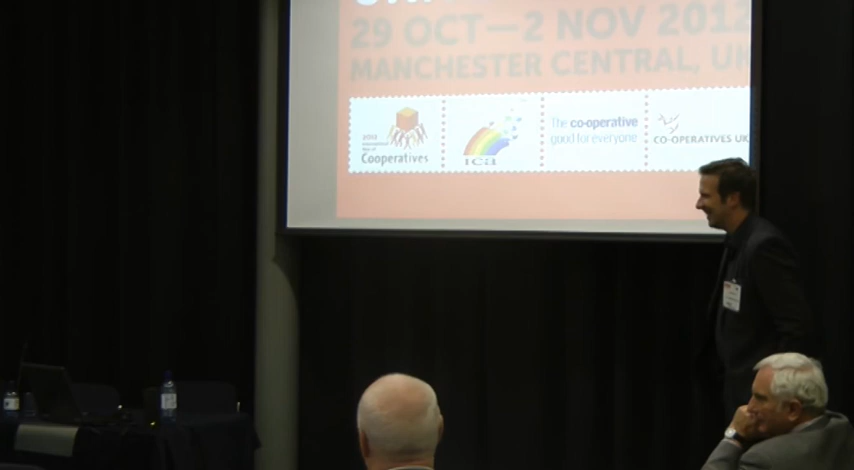 29 OCT—2 NOV 2012
MANCHESTER CENTRAL, UK
2012
International
Year of
Cooperatives
ica
The co-operative
good for everyone
CO-OPERATIVES UK